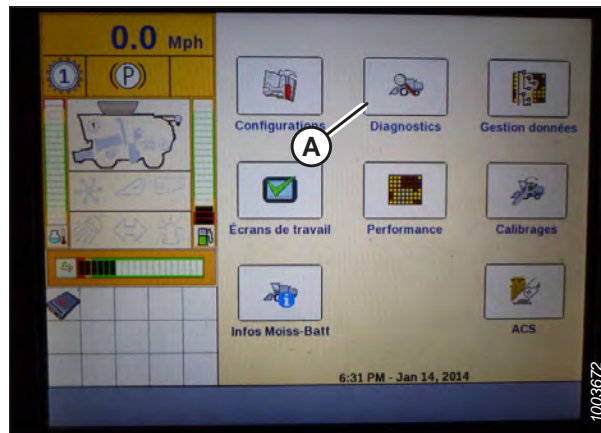 0.0 Mph
1 (P)
Configurations Diagnostics Gestion données
A
Écrans de travail Performance Calibrages
Infos Moiss-Batt ACS
6:31 PM - Jan 14, 2014
1003672